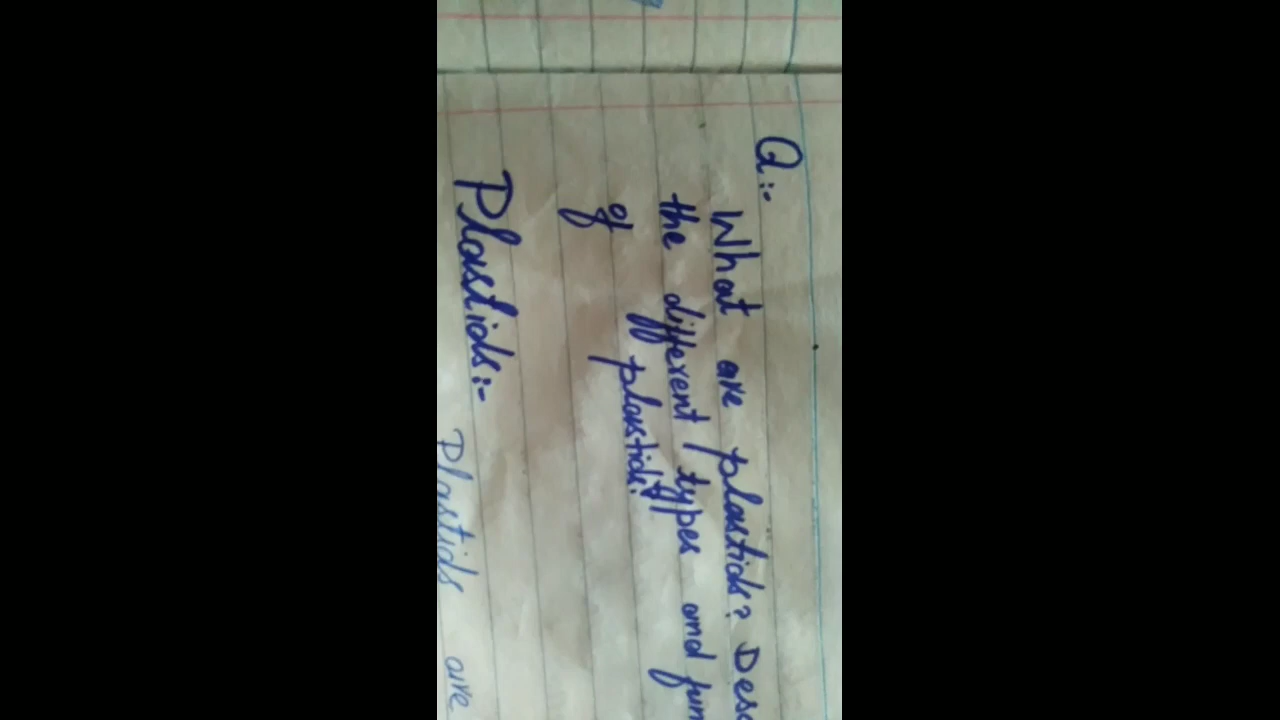 Q:-
What are plastids? Desc
the different types and fun
of plastids?
Plastids:-
Plastids are